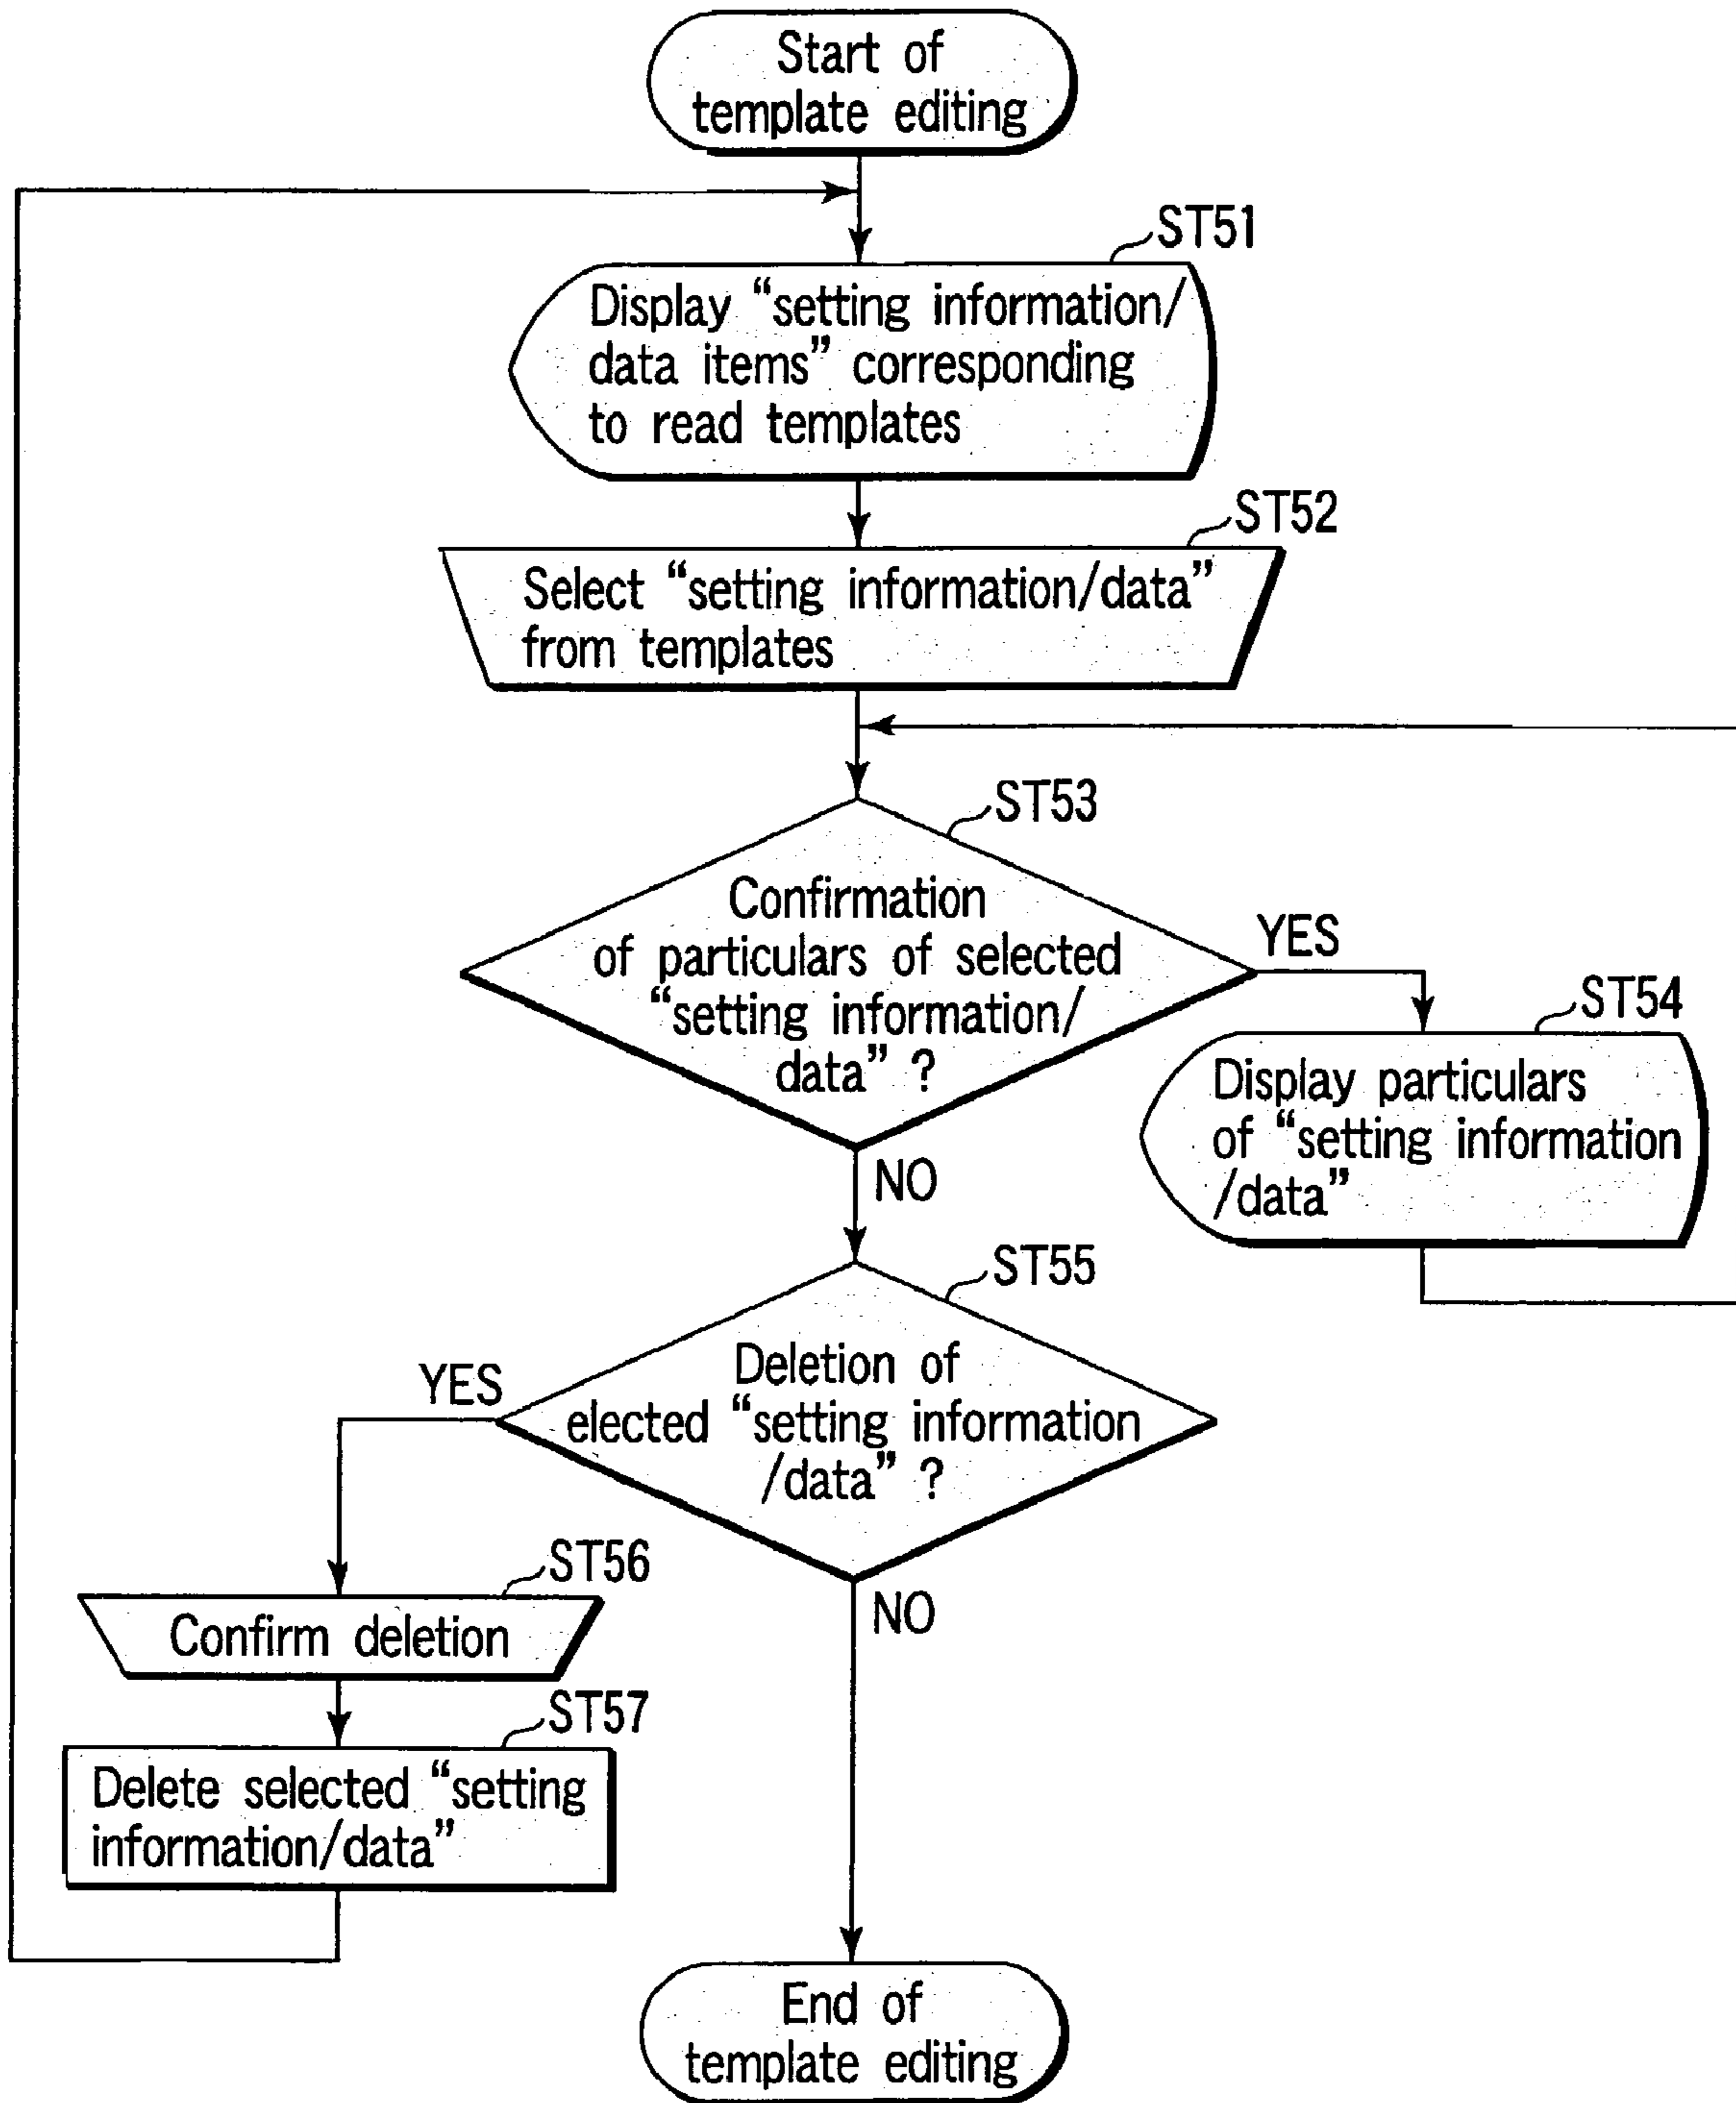 Start of
template editing
ST51
Display “setting information/
data items” corresponding
to read templates
ST52
Select “setting information/data”
from templates
ST53
Confirmation
of particulars of selected
“setting information/
data” ?
YES
ST54
Display particulars
of “setting information
/data”
NO
ST55
Deletion of
elected “setting information
/data” ?
YES
ST56
Confirm deletion
NO
ST57
Delete selected “setting
information/data”
End of
template editing